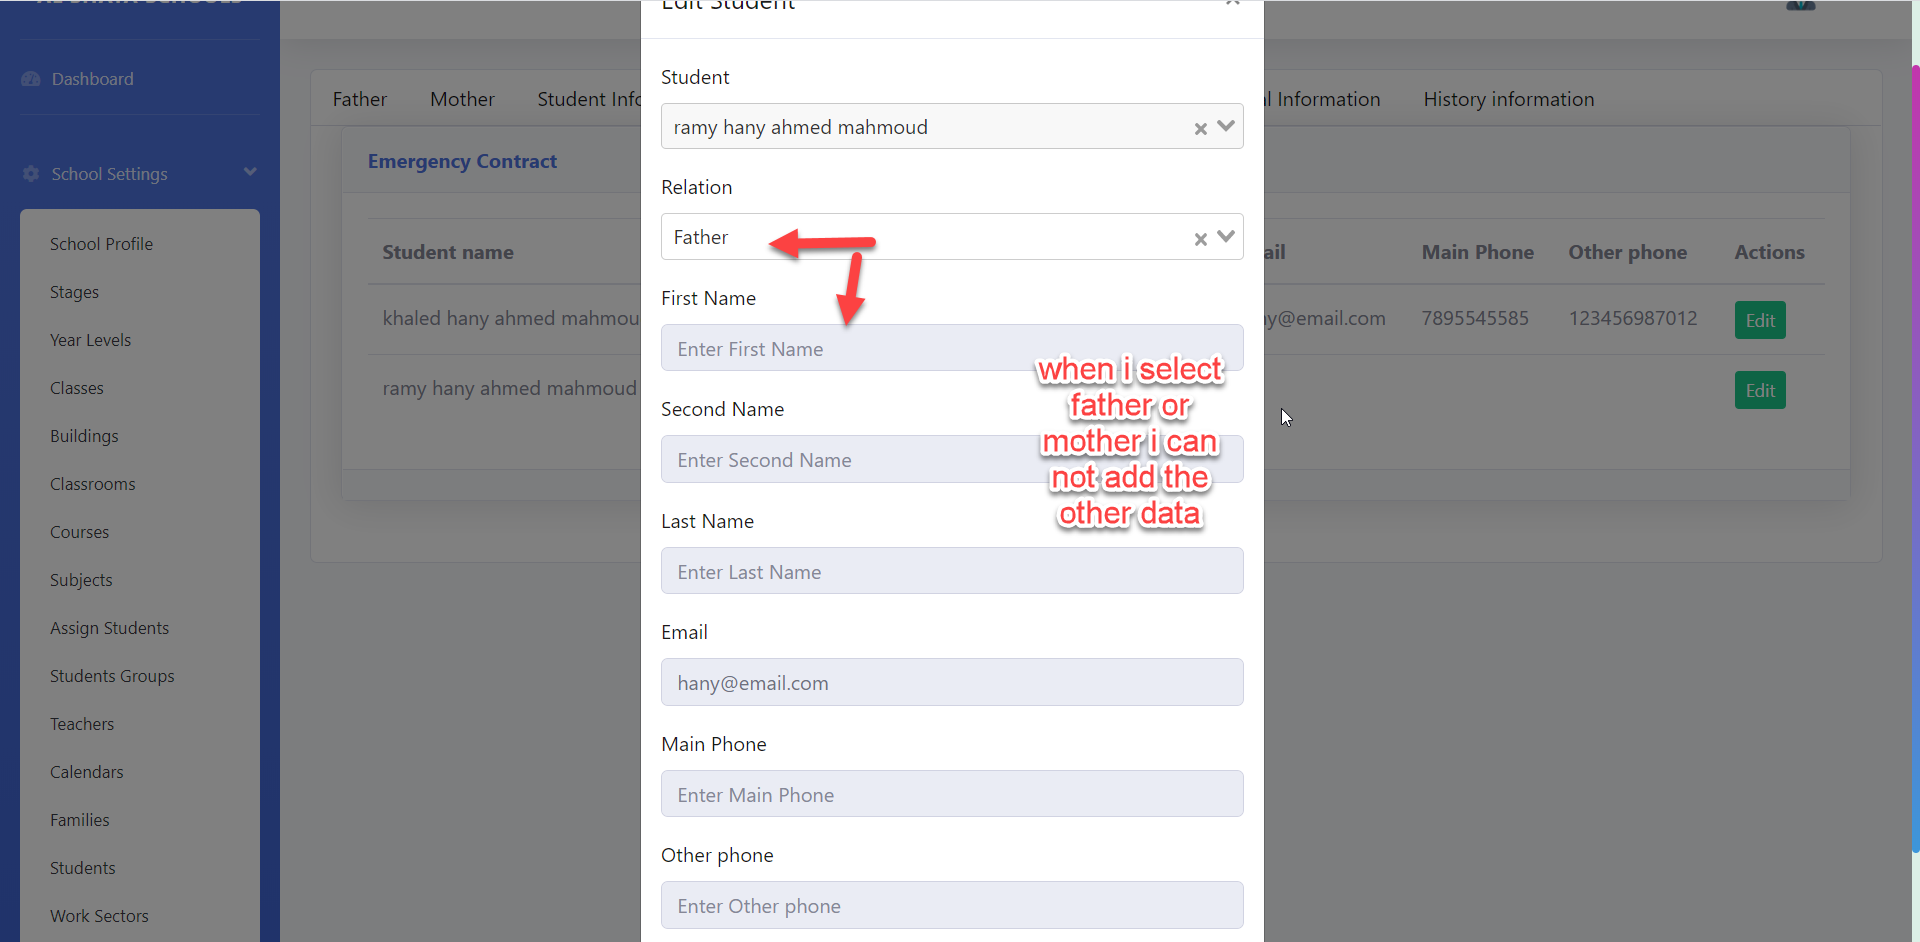 Edit Student
Dashboard
School Settings
School Profile
Stages
Year Levels
Classes
Buildings
Classrooms
Courses
Subjects
Assign Students
Students Groups
Teachers
Calendars
Families
Students
Work Sectors
Father Mother Student Info
l Information History information
Emergency Contract
Student name ail Main Phone Other phone Actions
khaled hany ahmed mahmou y@email.com 7895545585 123456987012 Edit
ramy hany ahmed mahmoud Edit
Student
ramy hany ahmed mahmoud
Relation
Father
First Name
Enter First Name
Second Name
Enter Second Name
Last Name
Enter Last Name
Email
hany@email.com
Main Phone
Enter Main Phone
Other phone
Enter Other phone
when i select
father or
mother i can
not add the
other data